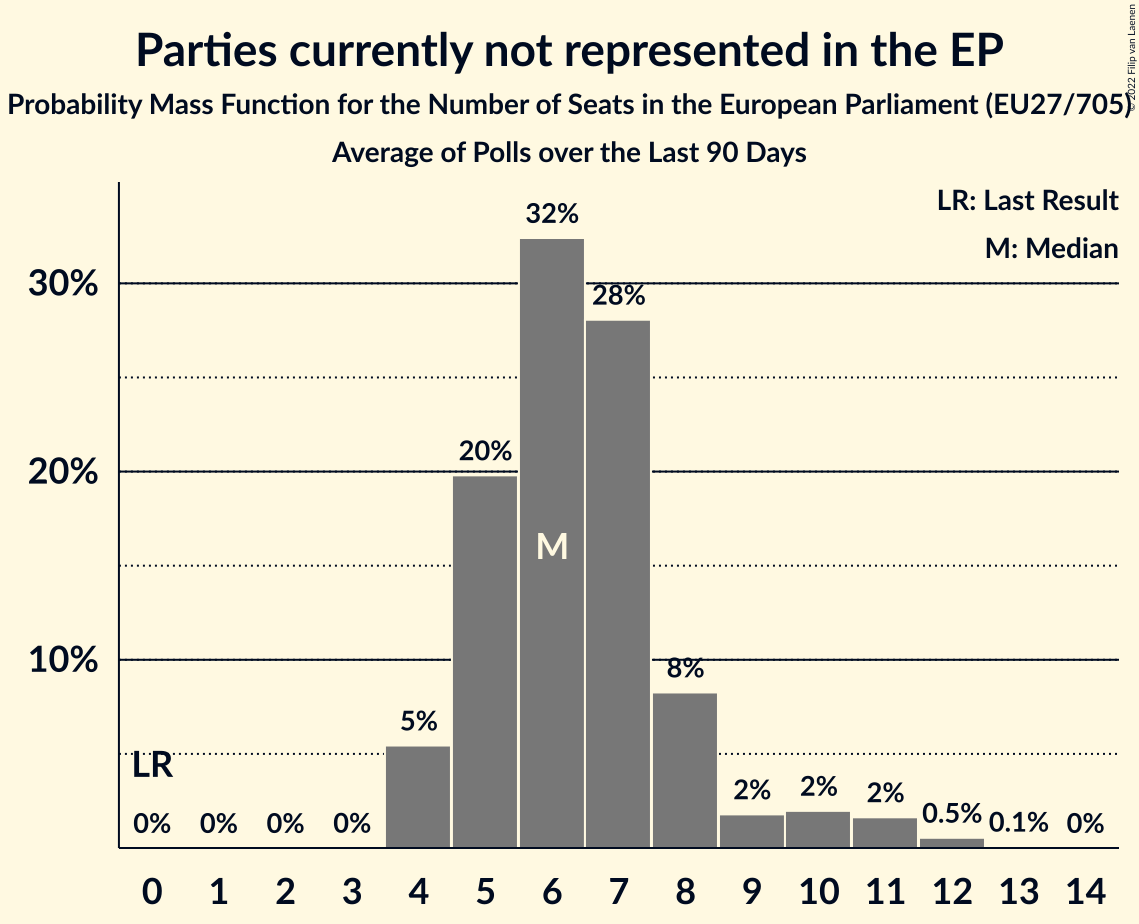 Parties currently not represented in the EP
Probability Mass Function for the Number of Seats in the European Parliament (EU27/705)
Average of Polls over the Last 90 Days
© 2022 Filip van Laenen
LR: Last Result
M: Median
32%
30%
28%
20%
20%
M
10%
8%
5%
LR
2%
2%
2%
0%
0%
0%
0%
0.5%
0.1%
0%
0 1 2 3 4 5 6 7 8 9 10 11 12 13 14